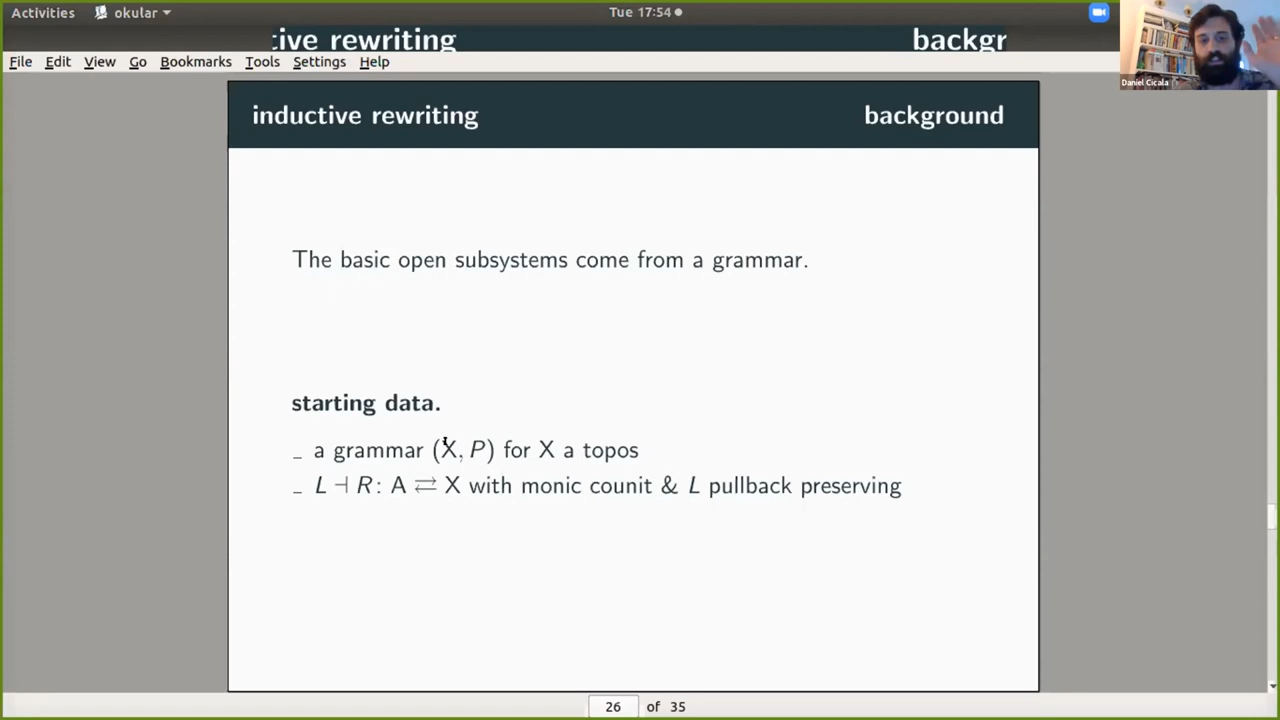 Activities okular Tue 17:54
tive rewriting backgr
Daniel Cicala
File Edit View Go Bookmarks Tools Settings Help
inductive rewriting background
The basic open subsystems come from a grammar.
starting data.
_ a grammar (X, P) for X a topos
_ L ⊣ R: A ⇄ X with monic counit & L pullback preserving
26 of 35